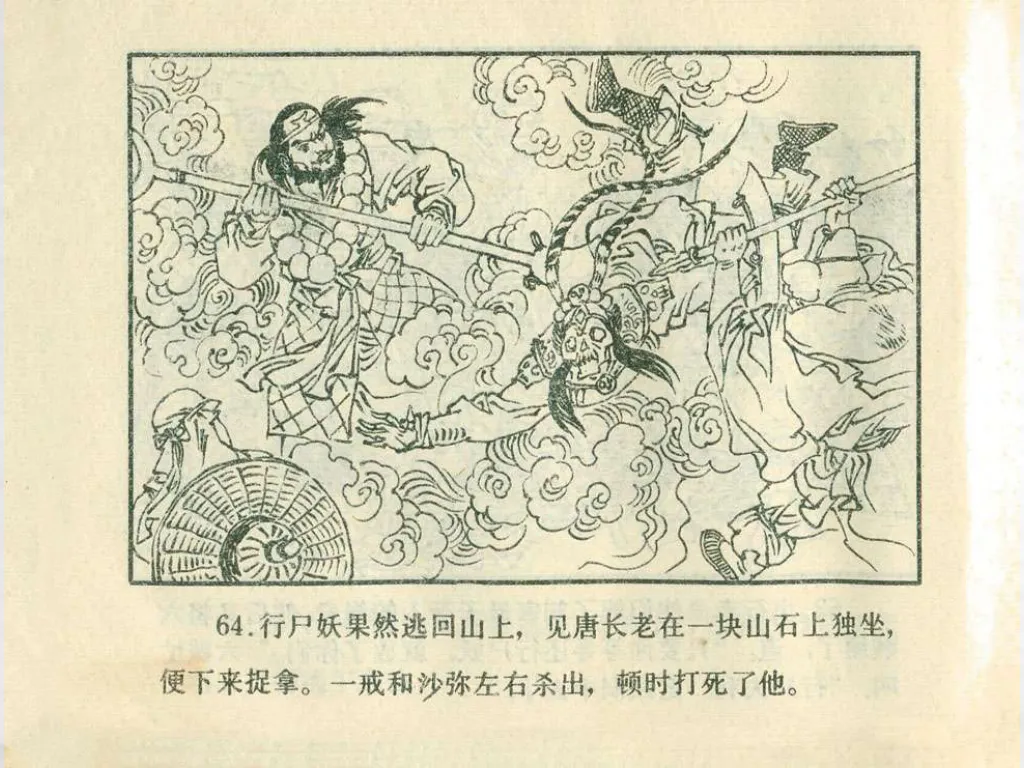 64.行尸妖果然逃回山上，见唐长老在一块山石上独坐，
便下来捉拿。一戒和沙弥左右杀出，顿时打死了他。